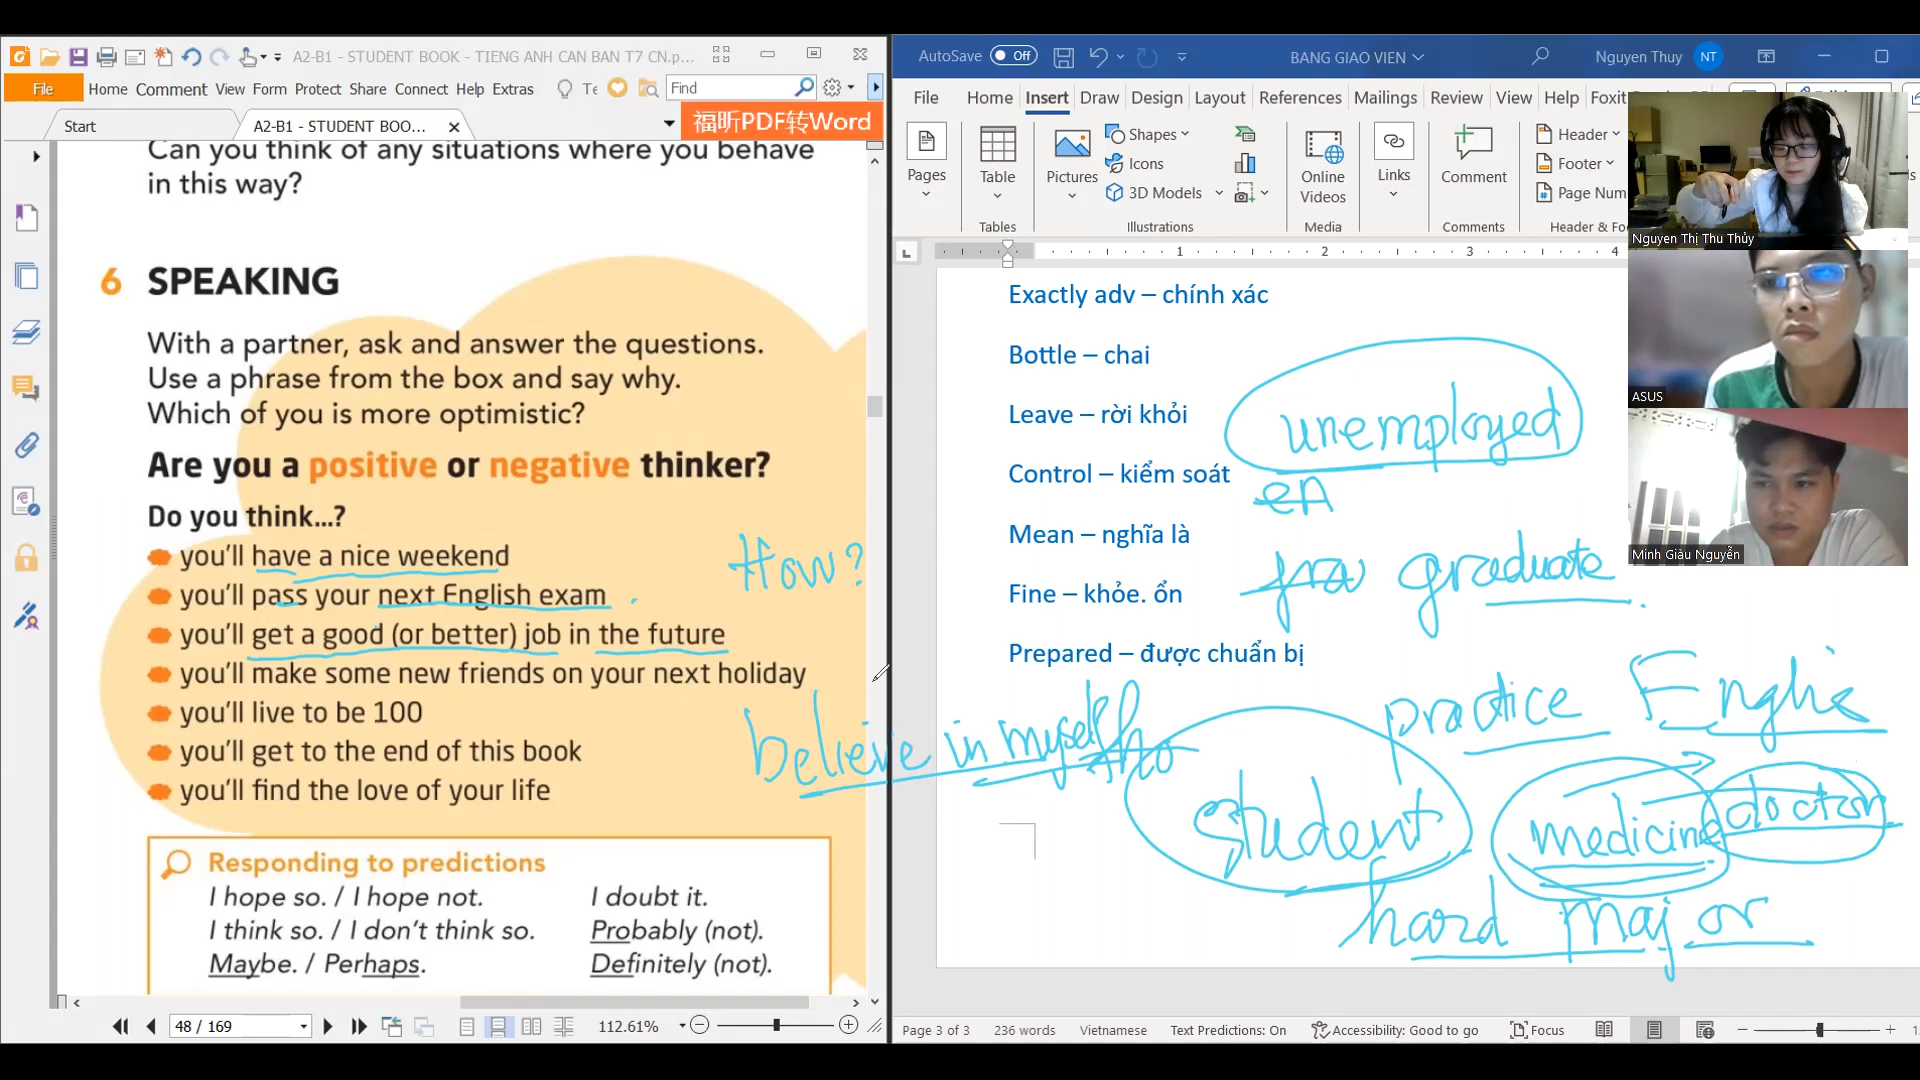 A2-B1 - STUDENT BOOK - TIENG ANH CAN BAN T7 CN.p...
File Home Comment View Form Protect Share Connect Help Extras Te Find
Start A2-B1 - STUDENT BOO...
福昕PDF转Word
Can you think of any situations where you behave
in this way?
6 SPEAKING
With a partner, ask and answer the questions.
Use a phrase from the box and say why.
Which of you is more optimistic?
Are you a positive or negative thinker?
Do you think...?
you'll have a nice weekend
you'll pass your next English exam
you'll get a good (or better) job in the future
you'll make some new friends on your next holiday
you'll live to be 100
you'll get to the end of this book
you'll find the love of your life
How?
believe in myself
Responding to predictions
I hope so. / I hope not. I doubt it.
I think so. / I don't think so. Probably (not).
Maybe. / Perhaps. Definitely (not).
48 / 169 112.61%
AutoSave Off BANG GIAO VIEN Nguyen Thuy NT
File Home Insert Draw Design Layout References Mailings Review View Help Foxit
Pages Table Pictures Shapes Icons 3D Models Online Videos Links Comment Header Footer Page Num
Tables Illustrations Media Comments Header & Fo
1 2 3 4
Exactly adv – chính xác
Bottle – chai
Leave – rời khỏi
Control – kiểm soát
Mean – nghĩa là
Fine – khỏe. ổn
Prepared – được chuẩn bị
unemployed
en
graduate
practice Englis
student medicine doctor
hard major
Nguyen Thị Thu Thủy
ASUS
Minh Giàu Nguyễn
Page 3 of 3 236 words Vietnamese Text Predictions: On Accessibility: Good to go Focus